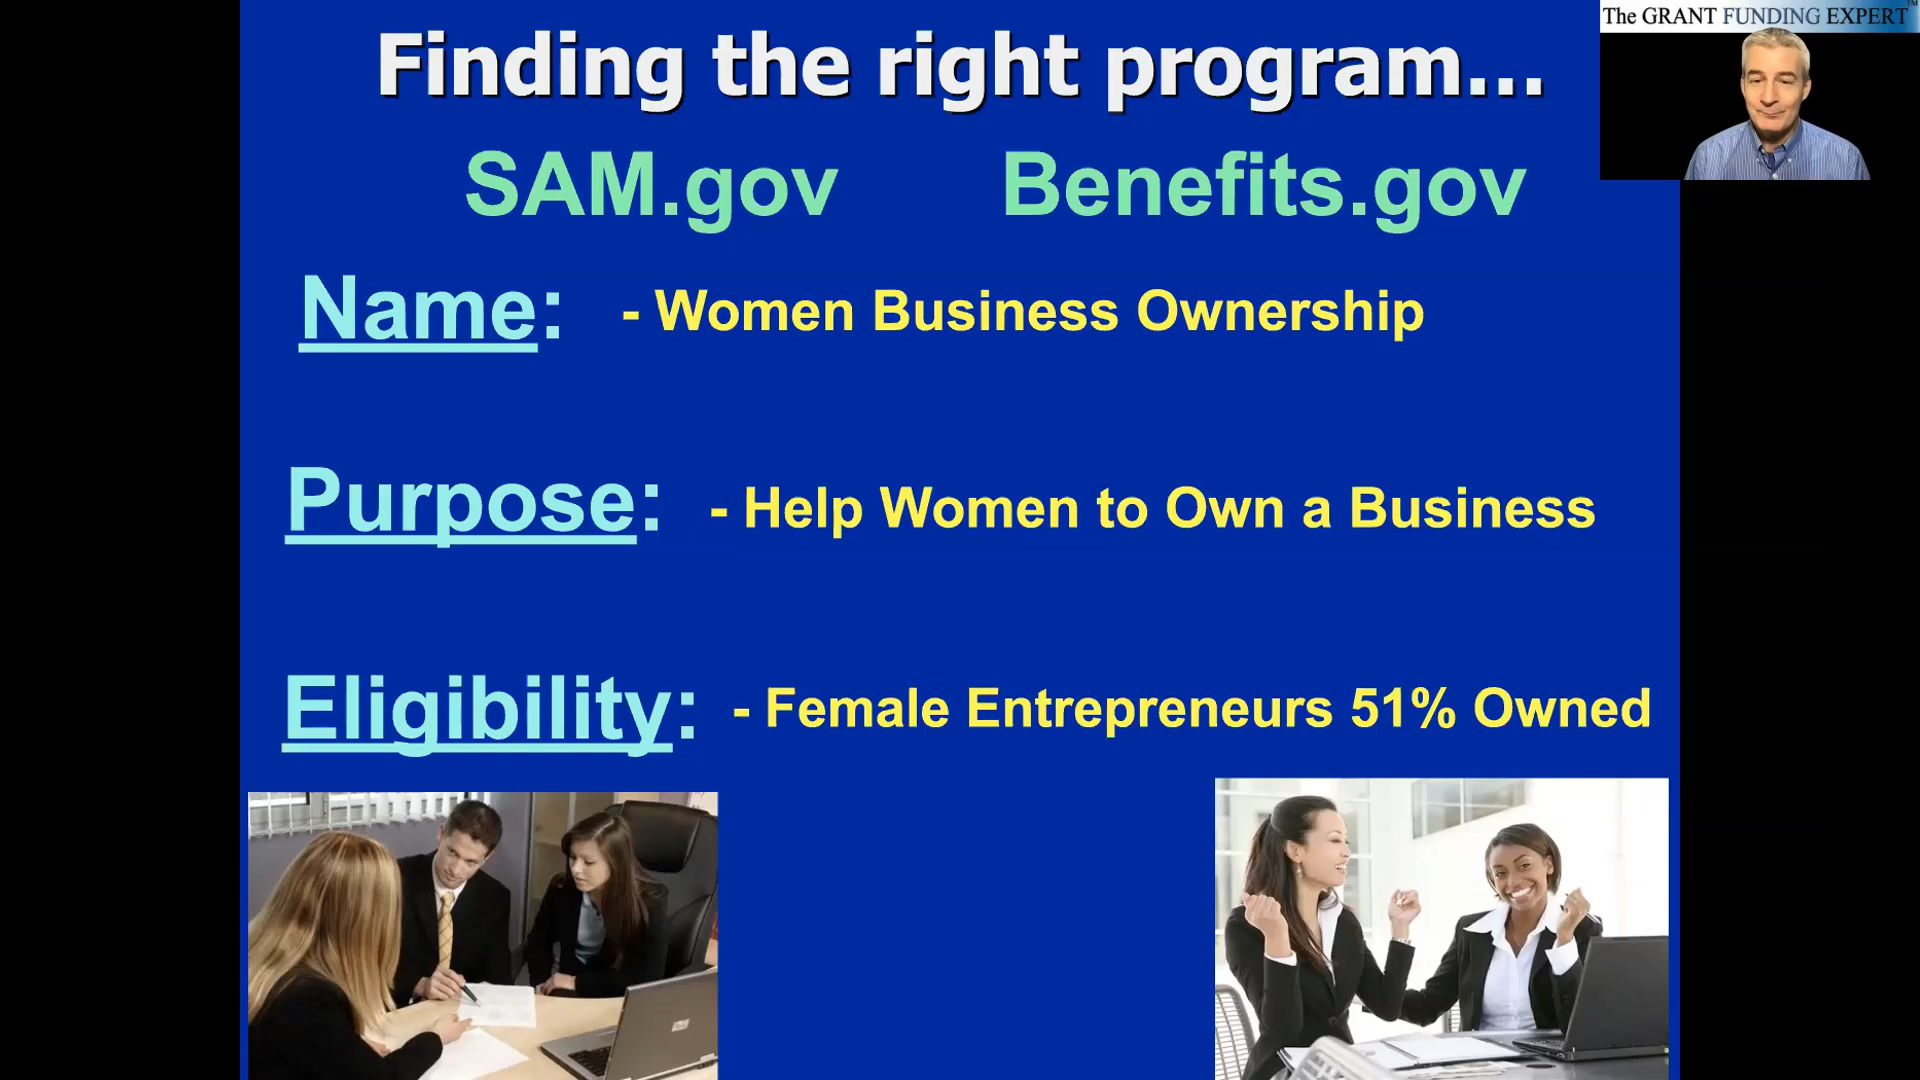 The GRANT FUNDING EXPERT™
Finding the right program...
SAM.gov Benefits.gov
Name: - Women Business Ownership
Purpose: - Help Women to Own a Business
Eligibility: - Female Entrepreneurs 51% Owned